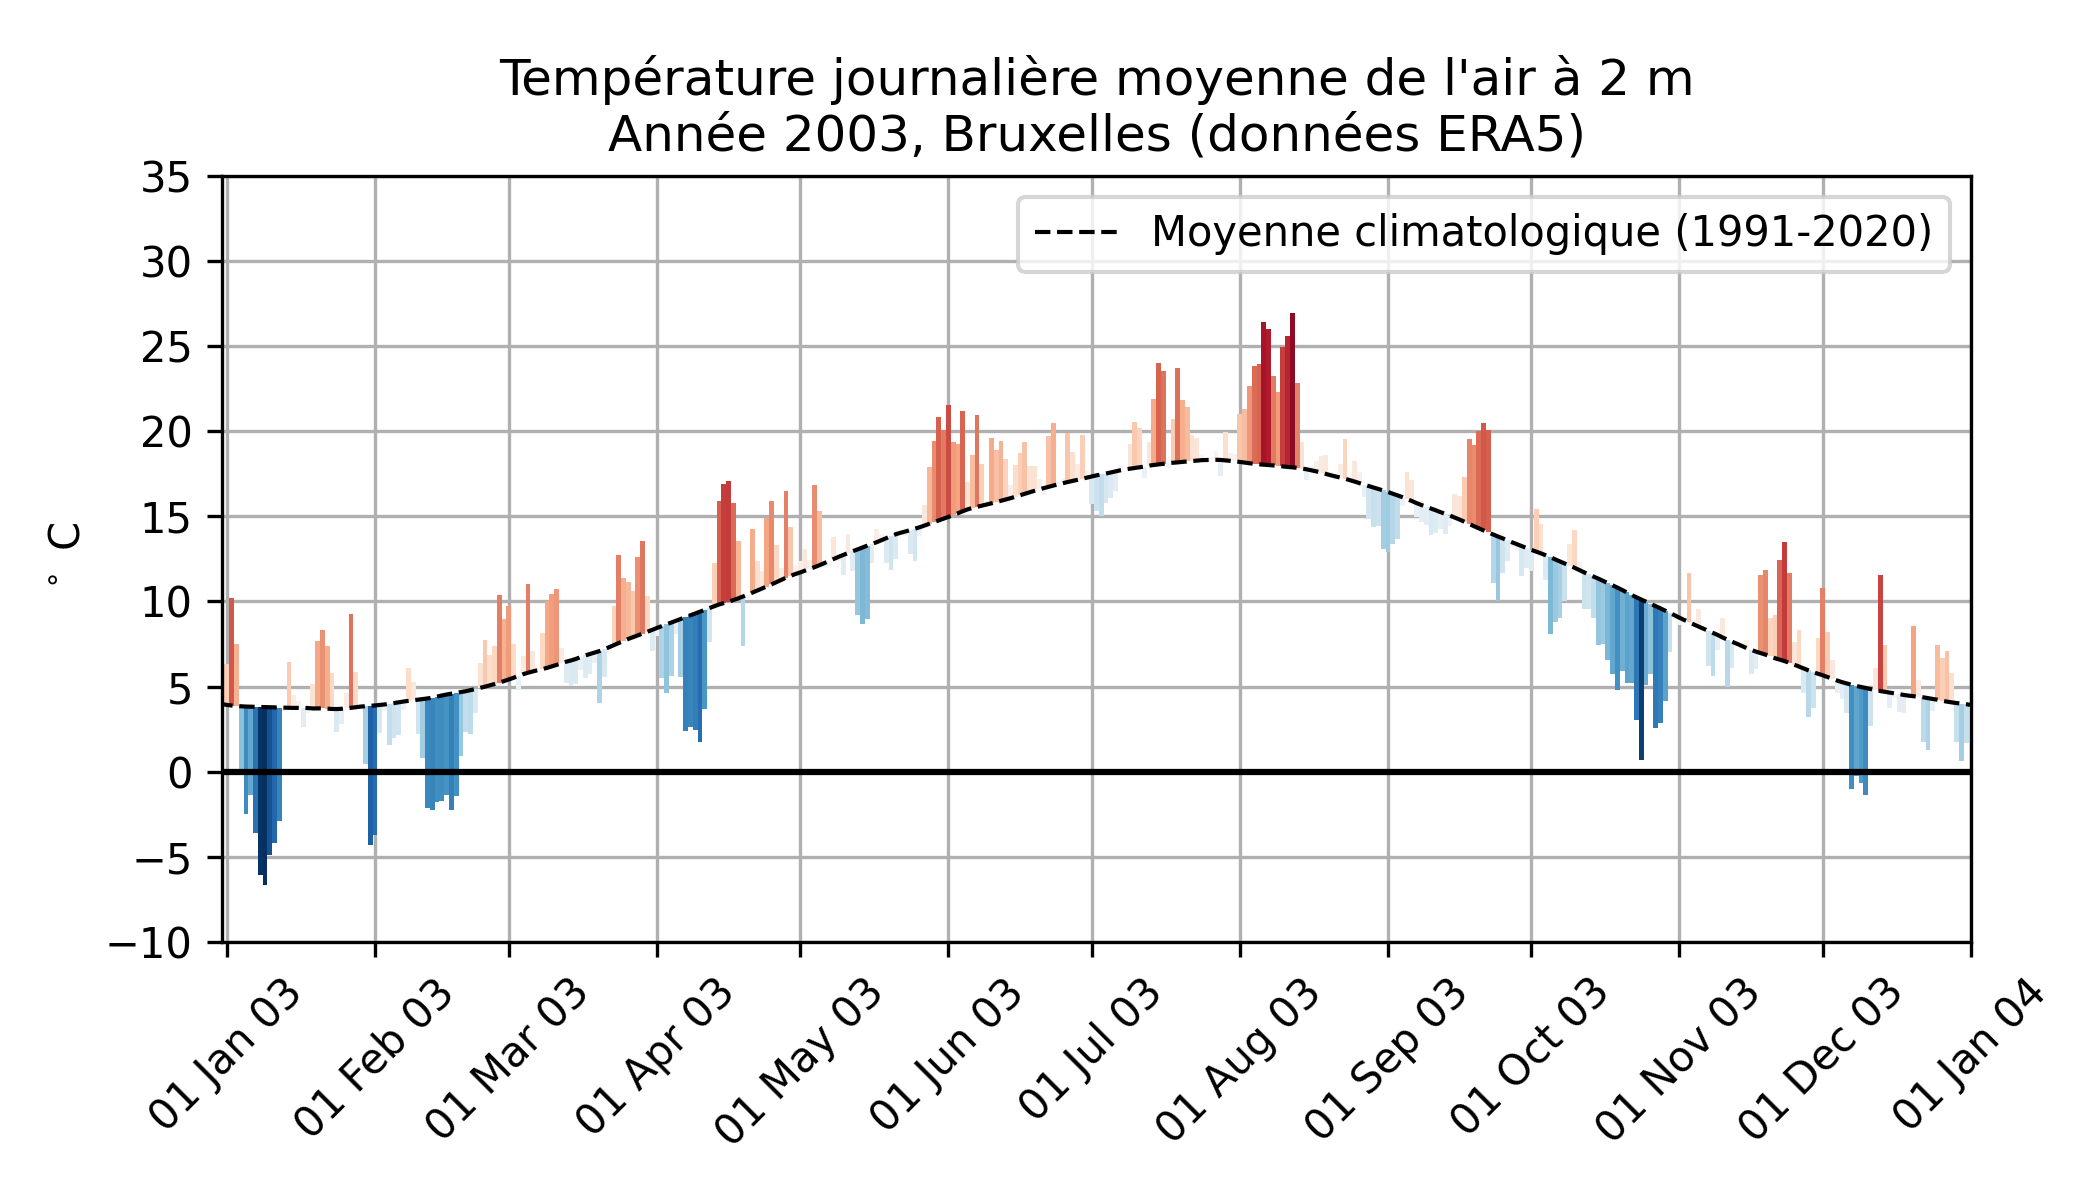 Température journalière moyenne de l'air à 2 m
Année 2003, Bruxelles (données ERA5)
35
30
25
20
15
10
5
0
−5
−10
° C
Moyenne climatologique (1991-2020)
01 Jan 03
01 Feb 03
01 Mar 03
01 Apr 03
01 May 03
01 Jun 03
01 Jul 03
01 Aug 03
01 Sep 03
01 Oct 03
01 Nov 03
01 Dec 03
01 Jan 04